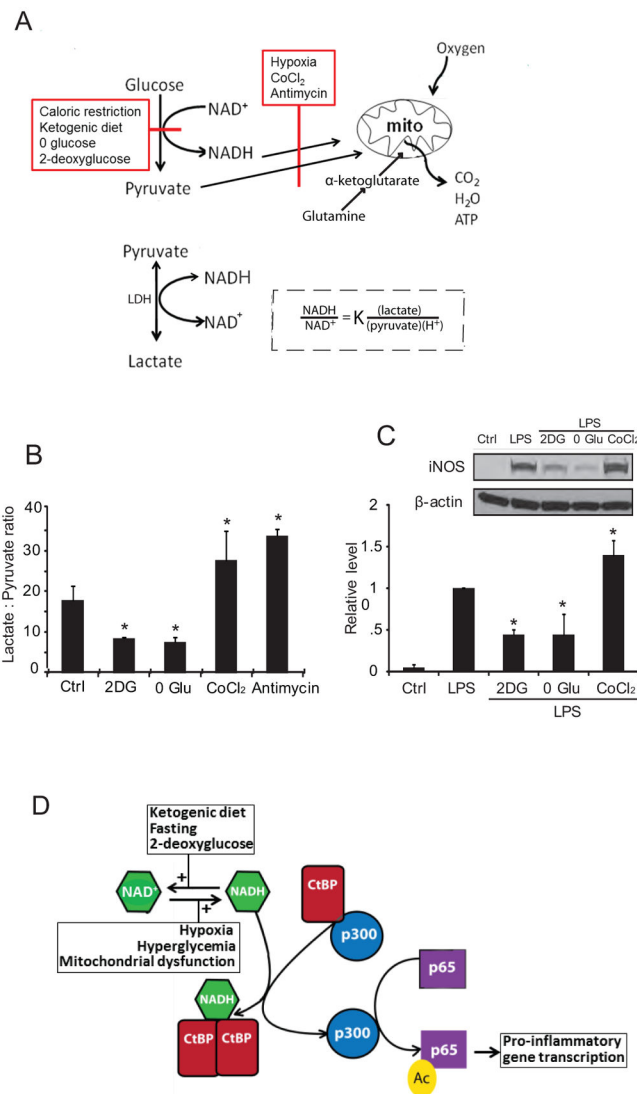 A
Oxygen
Hypoxia
CoCl₂
Antimycin
Glucose
Caloric restriction
Ketogenic diet
0 glucose
2-deoxyglucose
NAD⁺
NADH
mito
Pyruvate
α-ketoglutarate
Glutamine
CO₂
H₂O
ATP
Pyruvate
NADH
LDH
NAD⁺
Lactate
NADH (lactate)
NAD⁺ = K (pyruvate)(H⁺)
B
Lactate : Pyruvate ratio
40
30
20
10
0
* * * *
Ctrl 2DG 0 Glu CoCl₂ Antimycin
C
LPS
Ctrl LPS 2DG 0 Glu CoCl₂
iNOS
β-actin
Relative level
2
1.5
1
0
.5
0
* * *
Ctrl LPS 2DG 0 Glu CoCl₂
LPS
D
Ketogenic diet
Fasting
2-deoxyglucose
+
NAD⁺ NADH
+
Hypoxia
Hyperglycemia
Mitochondrial dysfunction
CtBP
p300
p65
NADH
CtBP CtBP
p300
p65
Ac
Pro-inflammatory
gene transcription